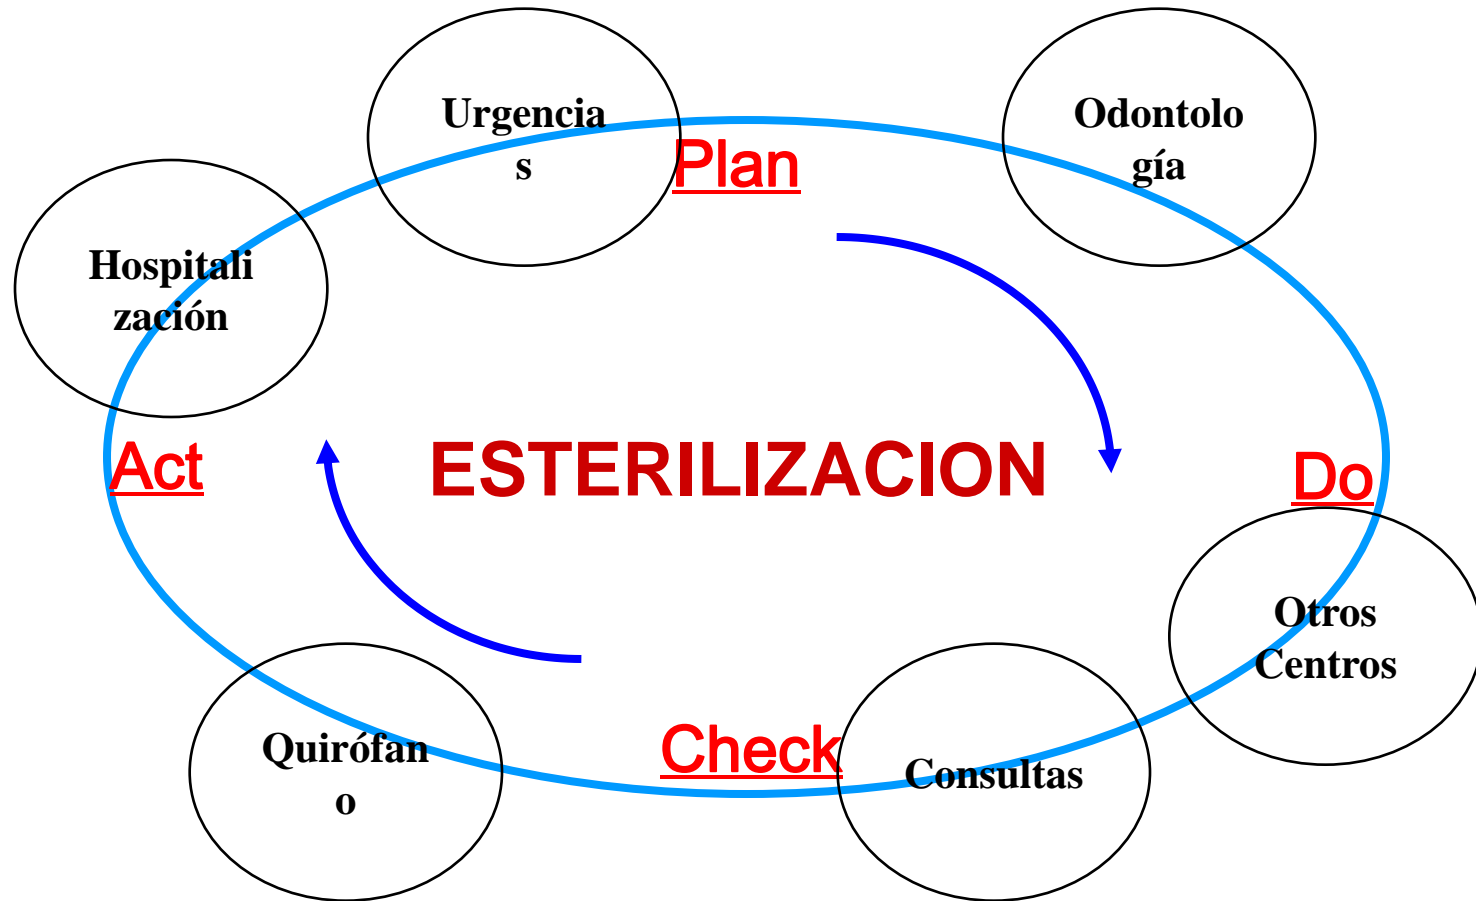 Urgencia
s
Odontolo
gía
Plan
Hospitali
zación
Act
ESTERILIZACION
Do
Otros
Centros
Check
Consultas
Quirófan
o